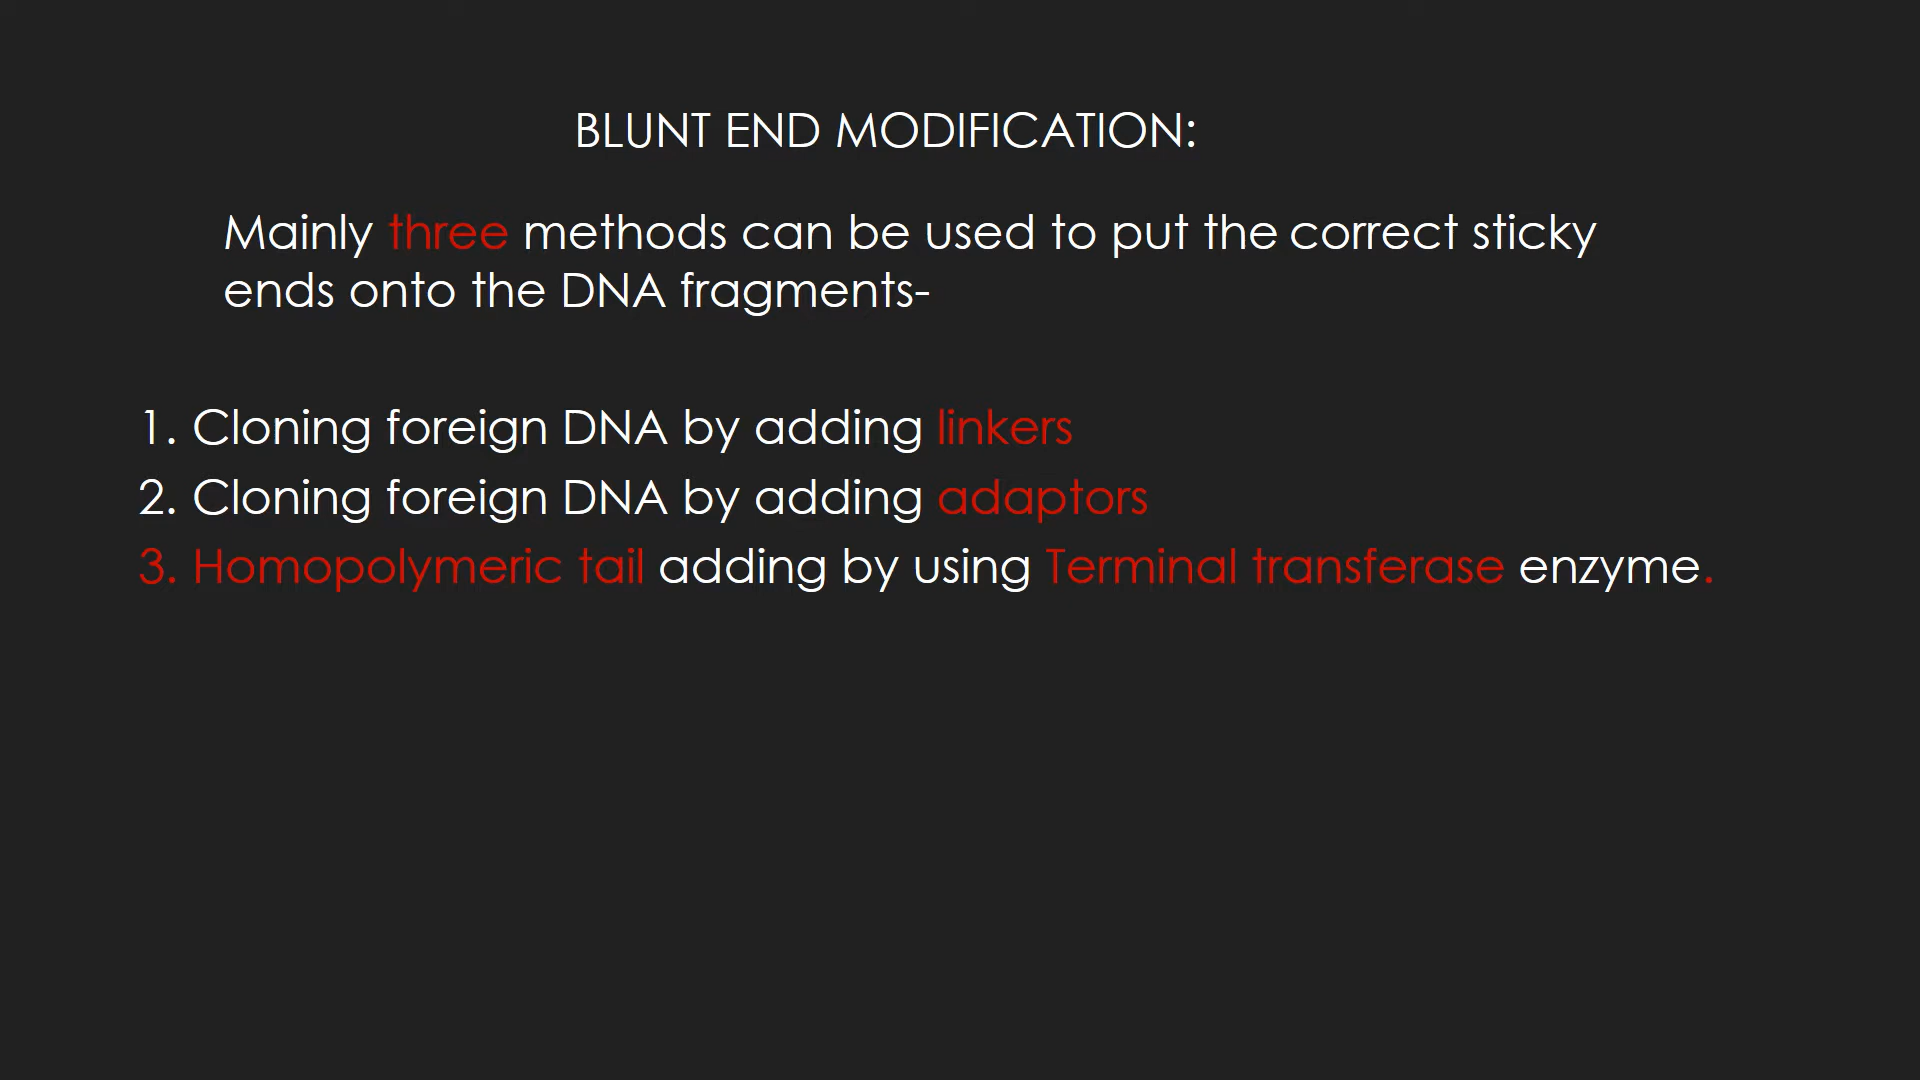 BLUNT END MODIFICATION:
Mainly three methods can be used to put the correct sticky
ends onto the DNA fragments-
1. Cloning foreign DNA by adding linkers
2. Cloning foreign DNA by adding adaptors
3. Homopolymeric tail adding by using Terminal transferase enzyme.